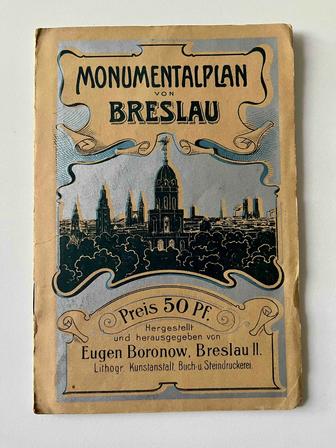 MONUMENTALPLAN
VON
BRESLAU
Preis 50 Pf.
Hergestellt
und herausgegeben von
Eugen Boronow, Breslau II.
Lithogr. Kunstanstalt, Buch- u. Steindruckerei.